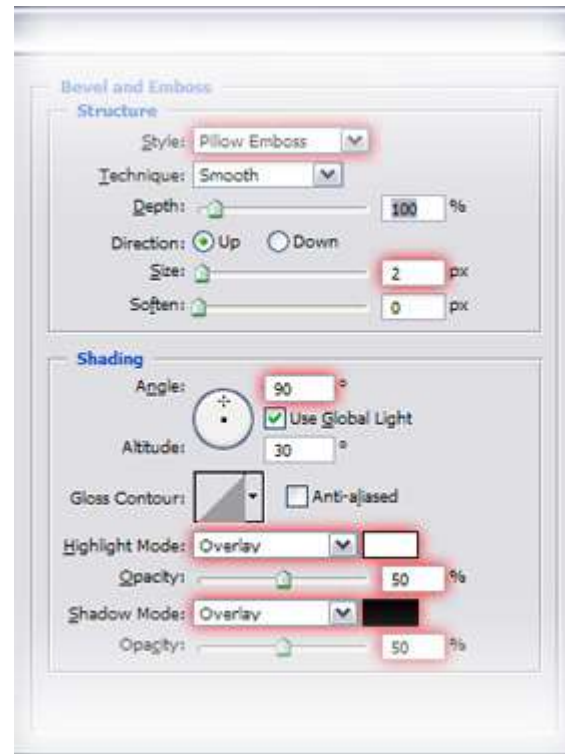 Bevel and Emboss
Structure
Style: Pillow Emboss
Technique: Smooth
Depth: 100 %
Direction: Up Down
Size: 2 px
Soften: 0 px
Shading
Angle: 90 °
Use Global Light
Altitude: 30 °
Gloss Contour: Anti-aliased
Highlight Mode: Overlay
Opacity: 50 %
Shadow Mode: Overlay
Opacity: 50 %